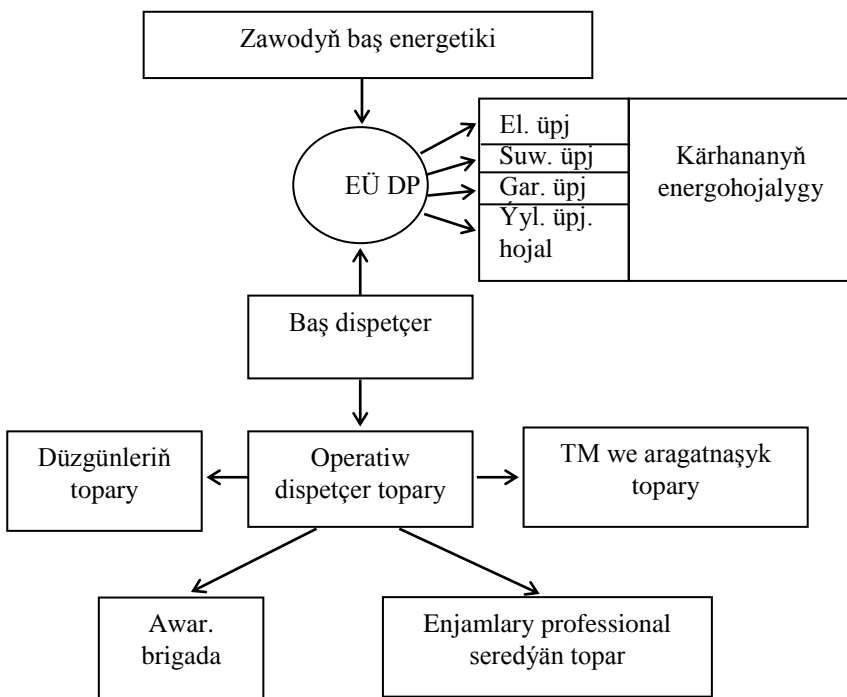 Zawodyň baş energetiki
EÜ DP
El. üpj
Suw. üpj
Gar. üpj
Ýyl. üpj.
hojal
Kärhananyň
energohojalygy
Baş dispetçer
Düzgünleriň
topary
Operatiw
dispetçer topary
TM we aragatnaşyk
topary
Awar.
brigada
Enjamlary professional
seredýän topar